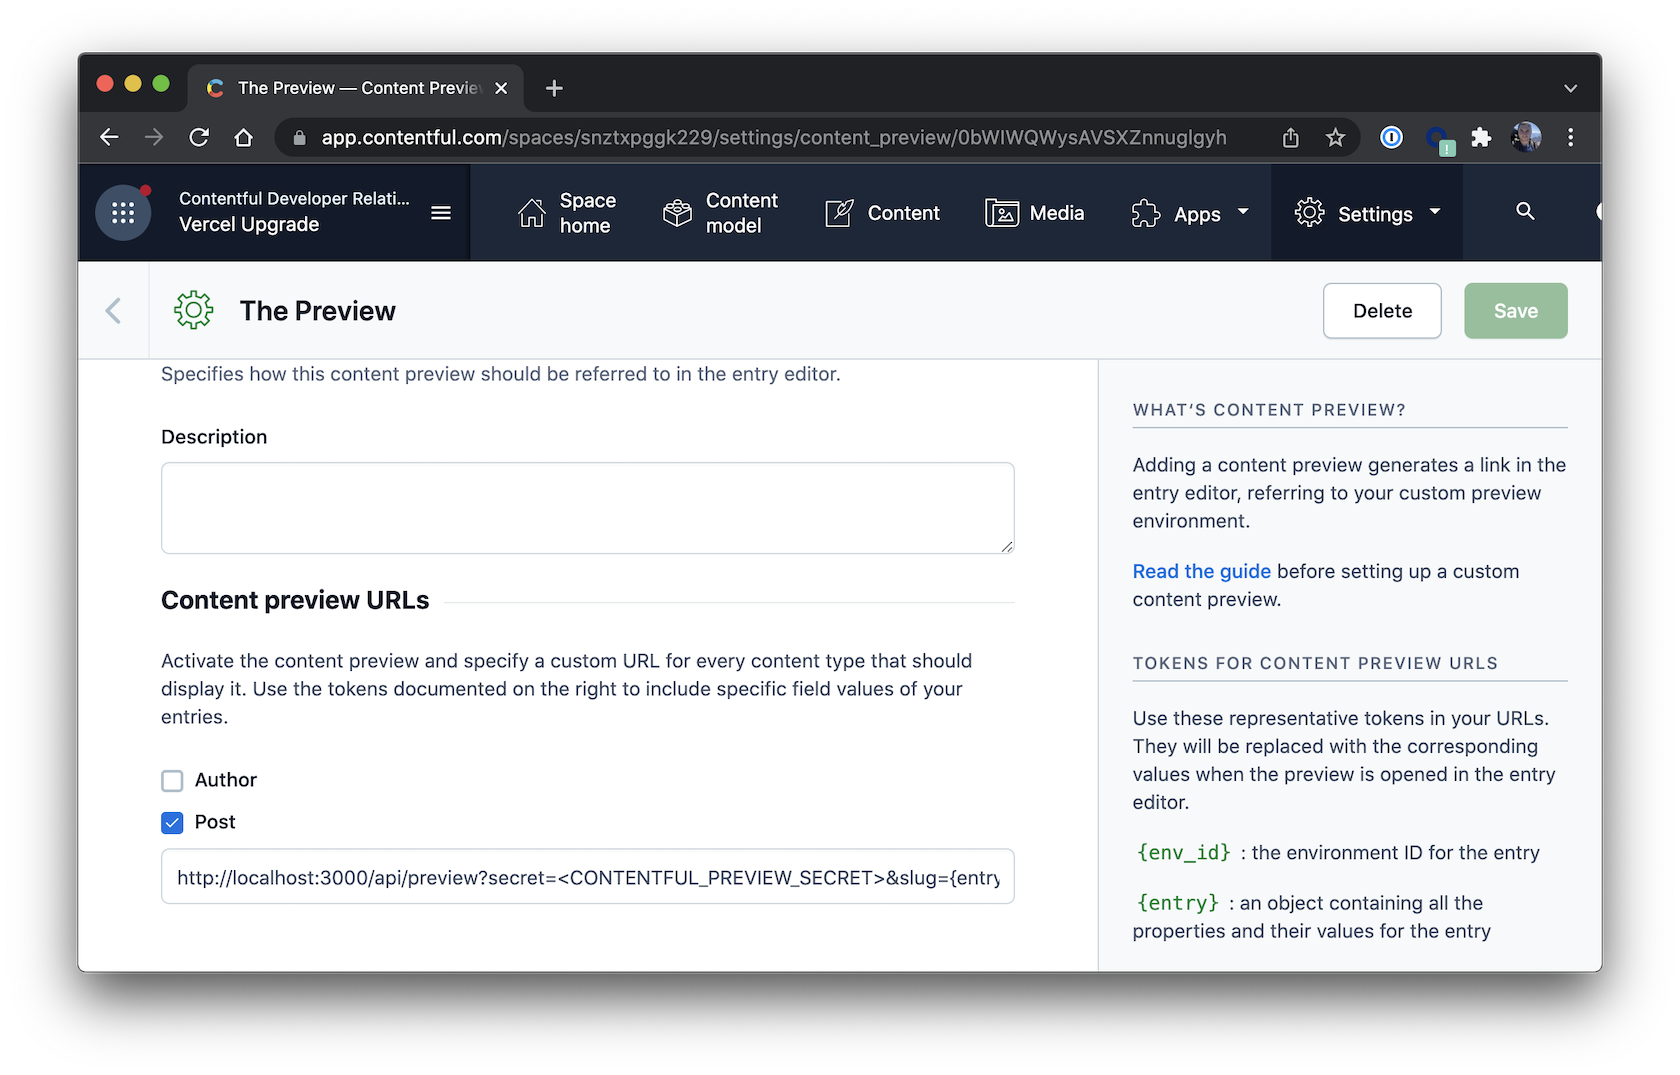 The Preview — Content Preview
app.contentful.com/spaces/snztxpggk229/settings/content_preview/0bWIWQWysAVSXZnnuglgyh
Contentful Developer Relati...
Vercel Upgrade
Space home
Content model
Content
Media
Apps
Settings
The Preview
Delete
Save
Specifies how this content preview should be referred to in the entry editor.
Description
Content preview URLs
Activate the content preview and specify a custom URL for every content type that should
display it. Use the tokens documented on the right to include specific field values of your
entries.
Author
Post
http://localhost:3000/api/preview?secret=<CONTENTFUL_PREVIEW_SECRET>&slug={entry
WHAT'S CONTENT PREVIEW?
Adding a content preview generates a link in the
entry editor, referring to your custom preview
environment.
Read the guide before setting up a custom
content preview.
TOKENS FOR CONTENT PREVIEW URLS
Use these representative tokens in your URLs.
They will be replaced with the corresponding
values when the preview is opened in the entry
editor.
{env_id} : the environment ID for the entry
{entry} : an object containing all the
properties and their values for the entry